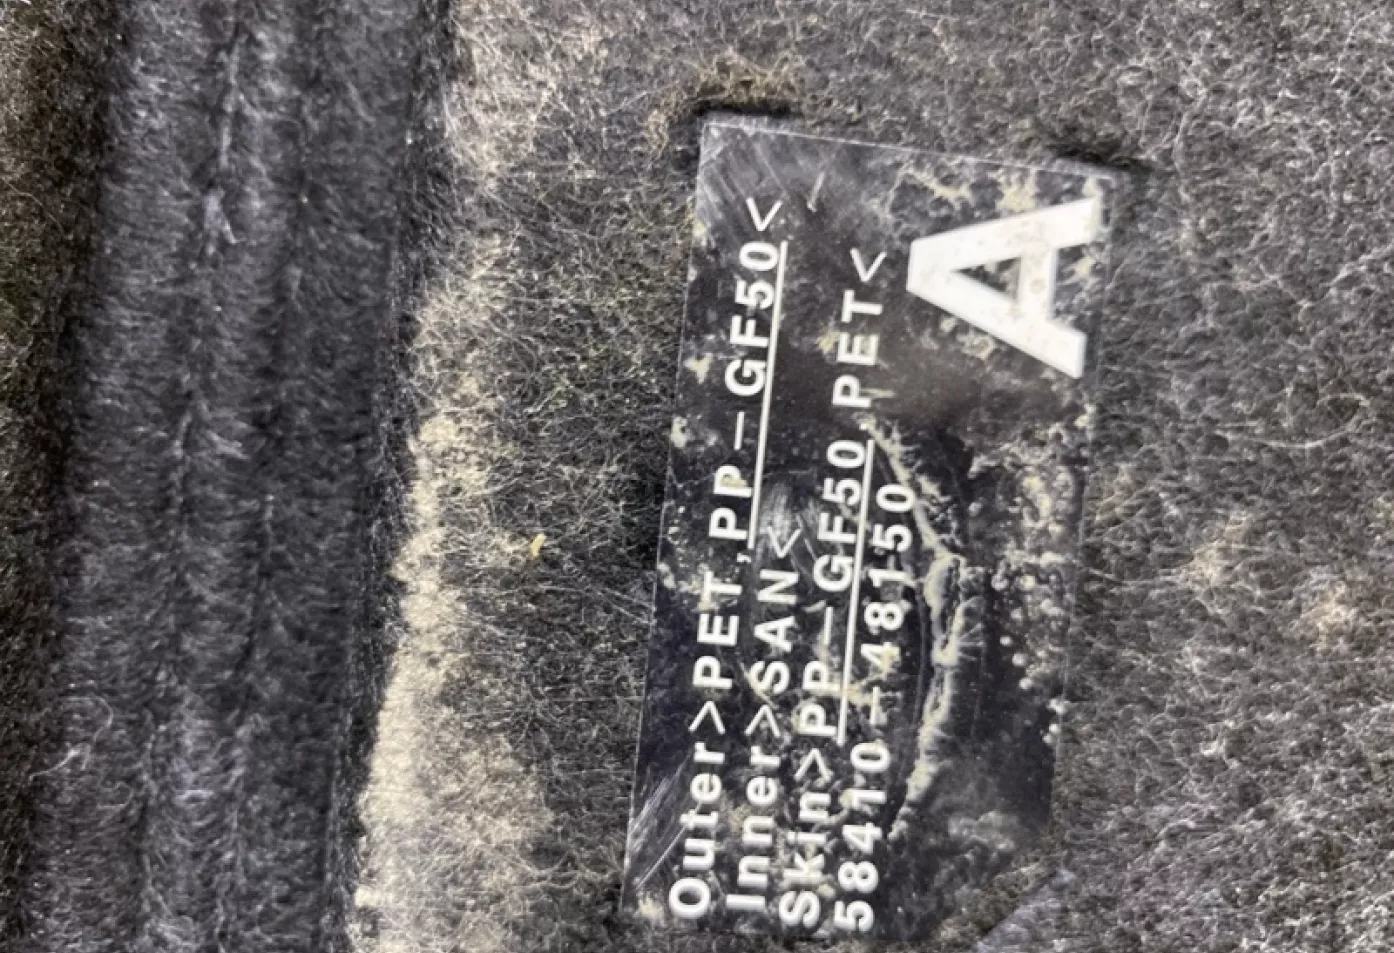 Outer>PET,PP-GF50<
Inner>SAN<
Skin>PP-GF50,PET<
58410-48150
A